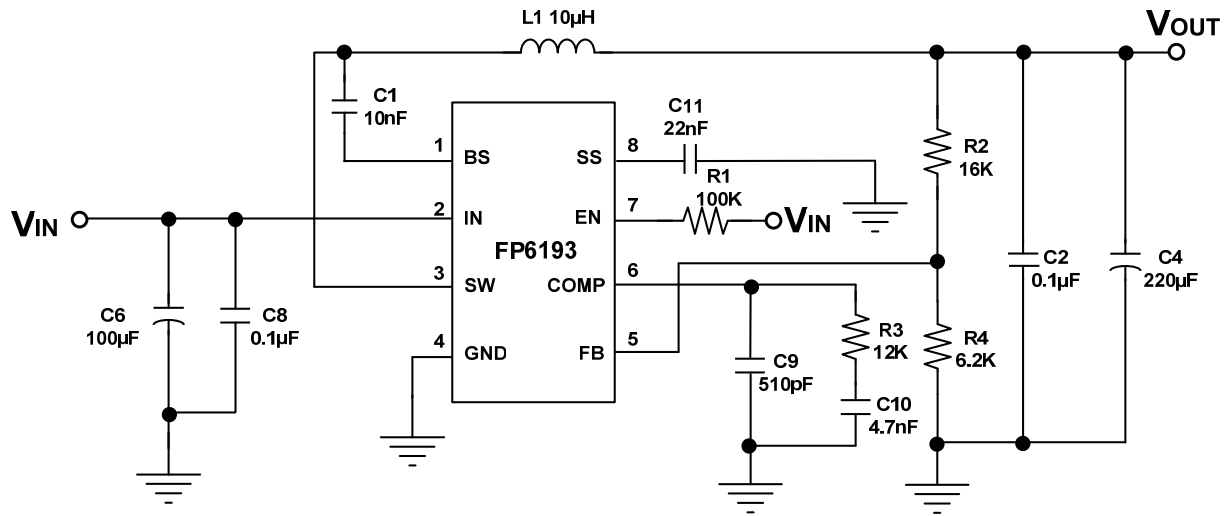 L1 10µH
VOUT
C1
10nF
C11
22nF
1
BS
SS
8
R2
16K
R1
100K
VIN
2
IN
EN
7
VIN
FP6193
3
SW
COMP
6
C2
0.1µF
C4
220µF
C6
100µF
C8
0.1µF
4
GND
FB
5
R3
12K
R4
6.2K
C9
510pF
C10
4.7nF